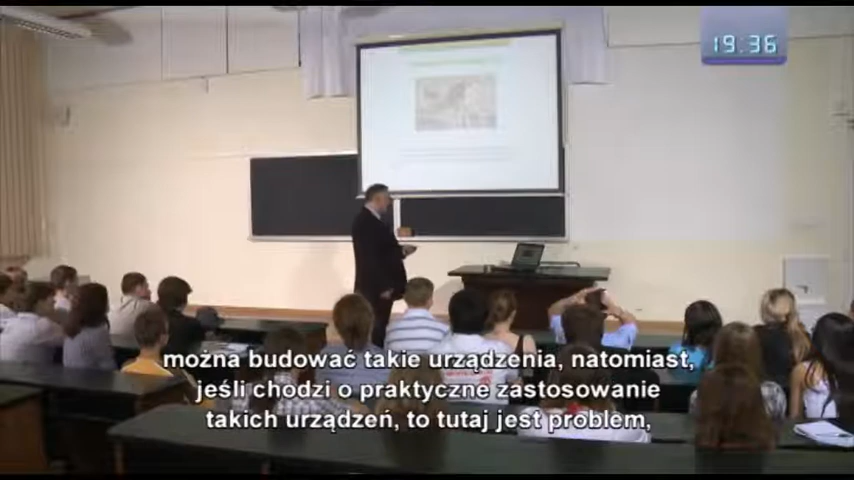 19:36
można budować takie urządzenia, natomiast,
jeśli chodzi o praktyczne zastosowanie
takich urządzeń, to tutaj jest problem,